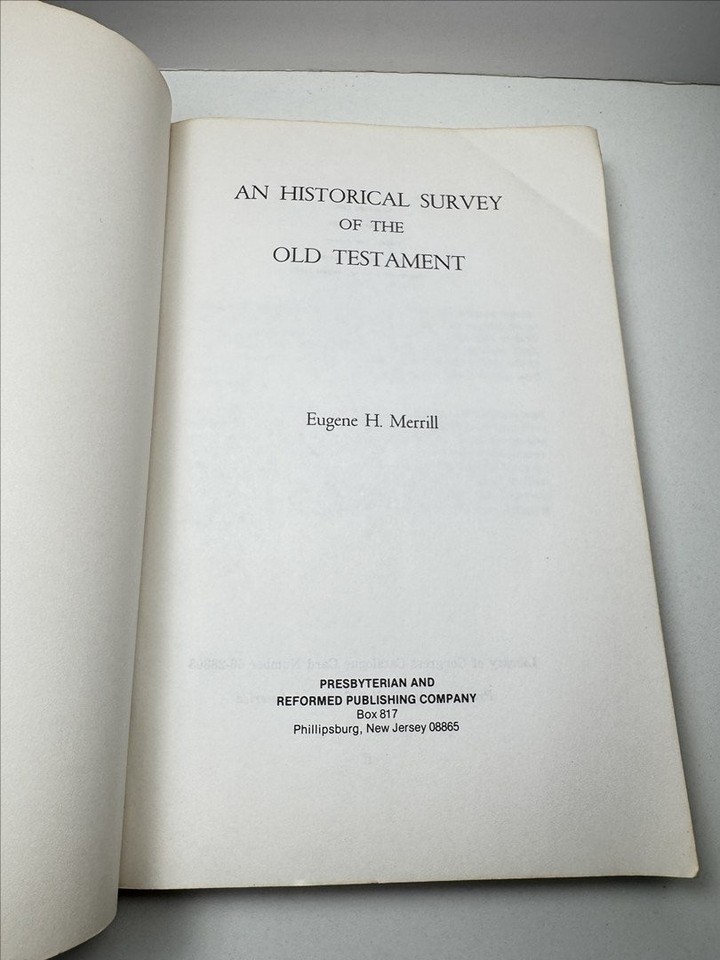 AN HISTORICAL SURVEY
OF THE
OLD TESTAMENT
Eugene H. Merrill
PRESBYTERIAN AND
REFORMED PUBLISHING COMPANY
Box 817
Phillipsburg, New Jersey 08865